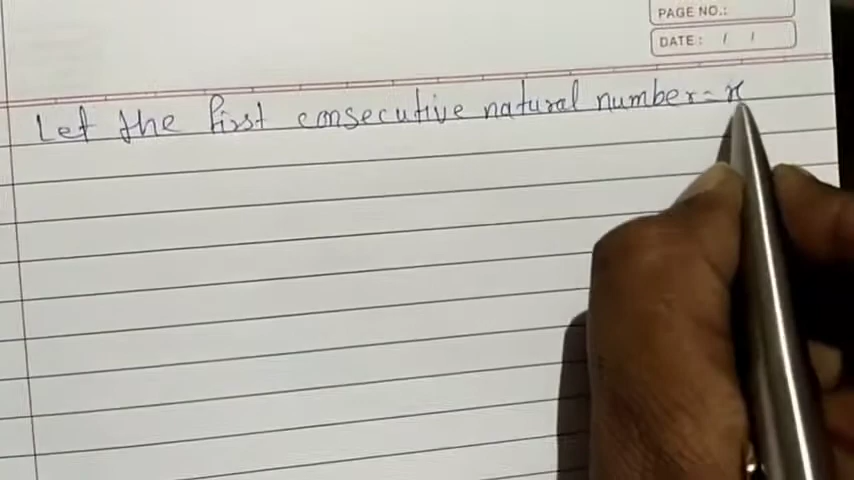 PAGE NO.:
DATE: / /
Let the first consecutive natural number = x